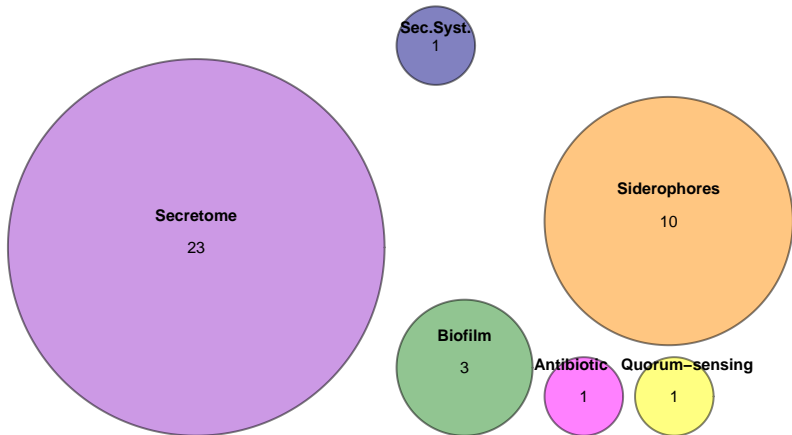 Sec.Syst.
1
Siderophores
10
Secretome
23
Biofilm
3
Antibiotic
1
Quorum−sensing
1